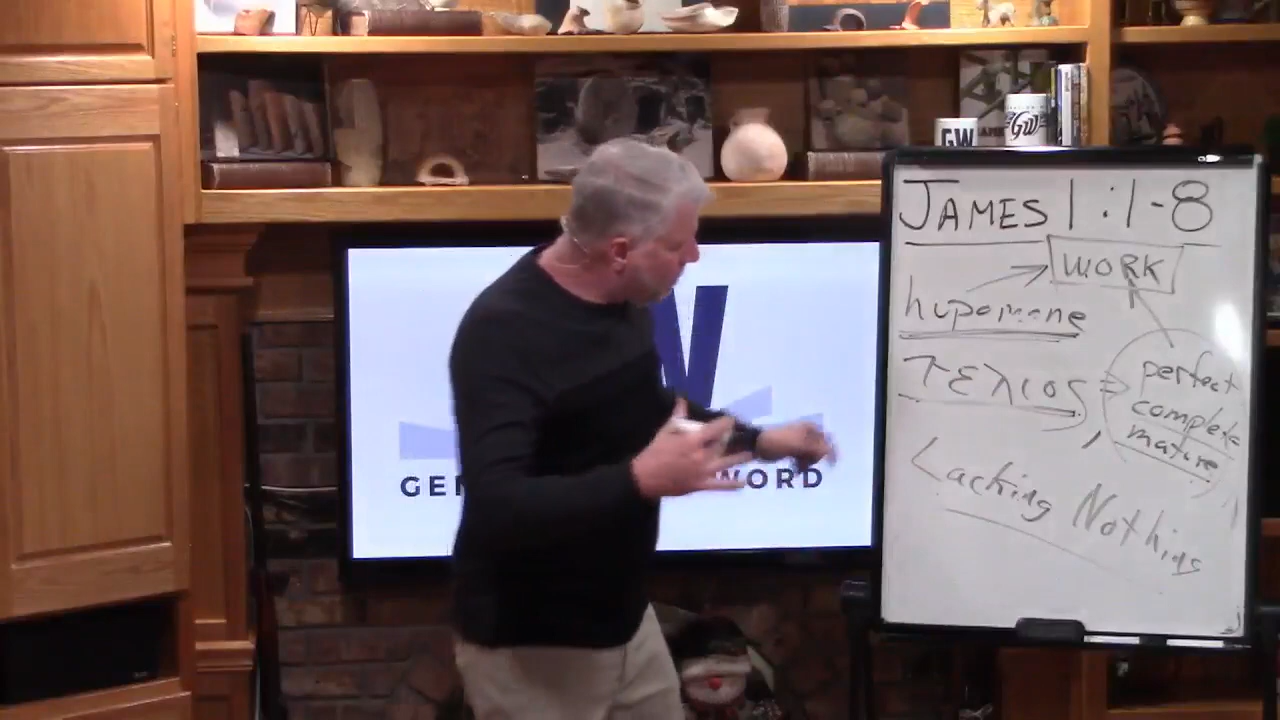 GW
GW
JAMES 1:1-8
WORK
hupomone
τελιος =
perfect
complete
mature
Lacking Nothing
W
GE
WORD